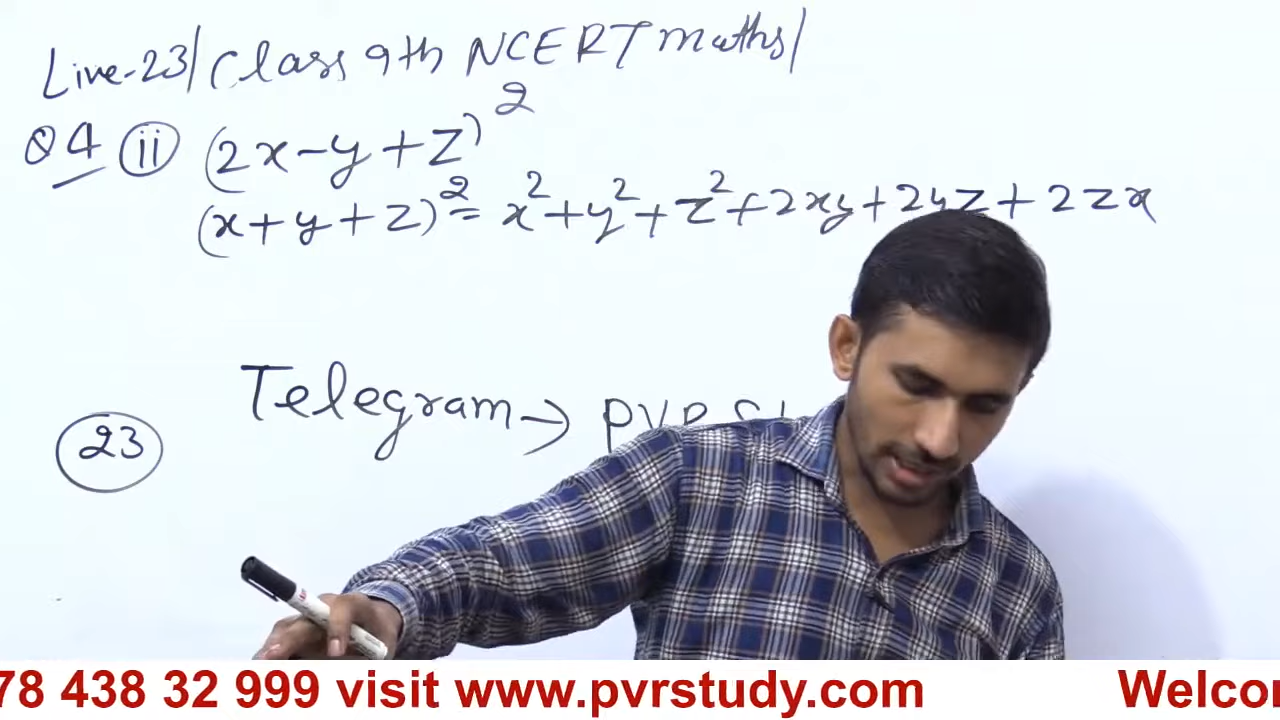 Live-23/Class 9th NCERT maths/
Q4 (ii) (2x-y+z)²
(x+y+z)² = x²+y²+z²+2xy+2yz+2zx
Telegram → PVR
23
78 438 32 999 visit www.pvrstudy.com